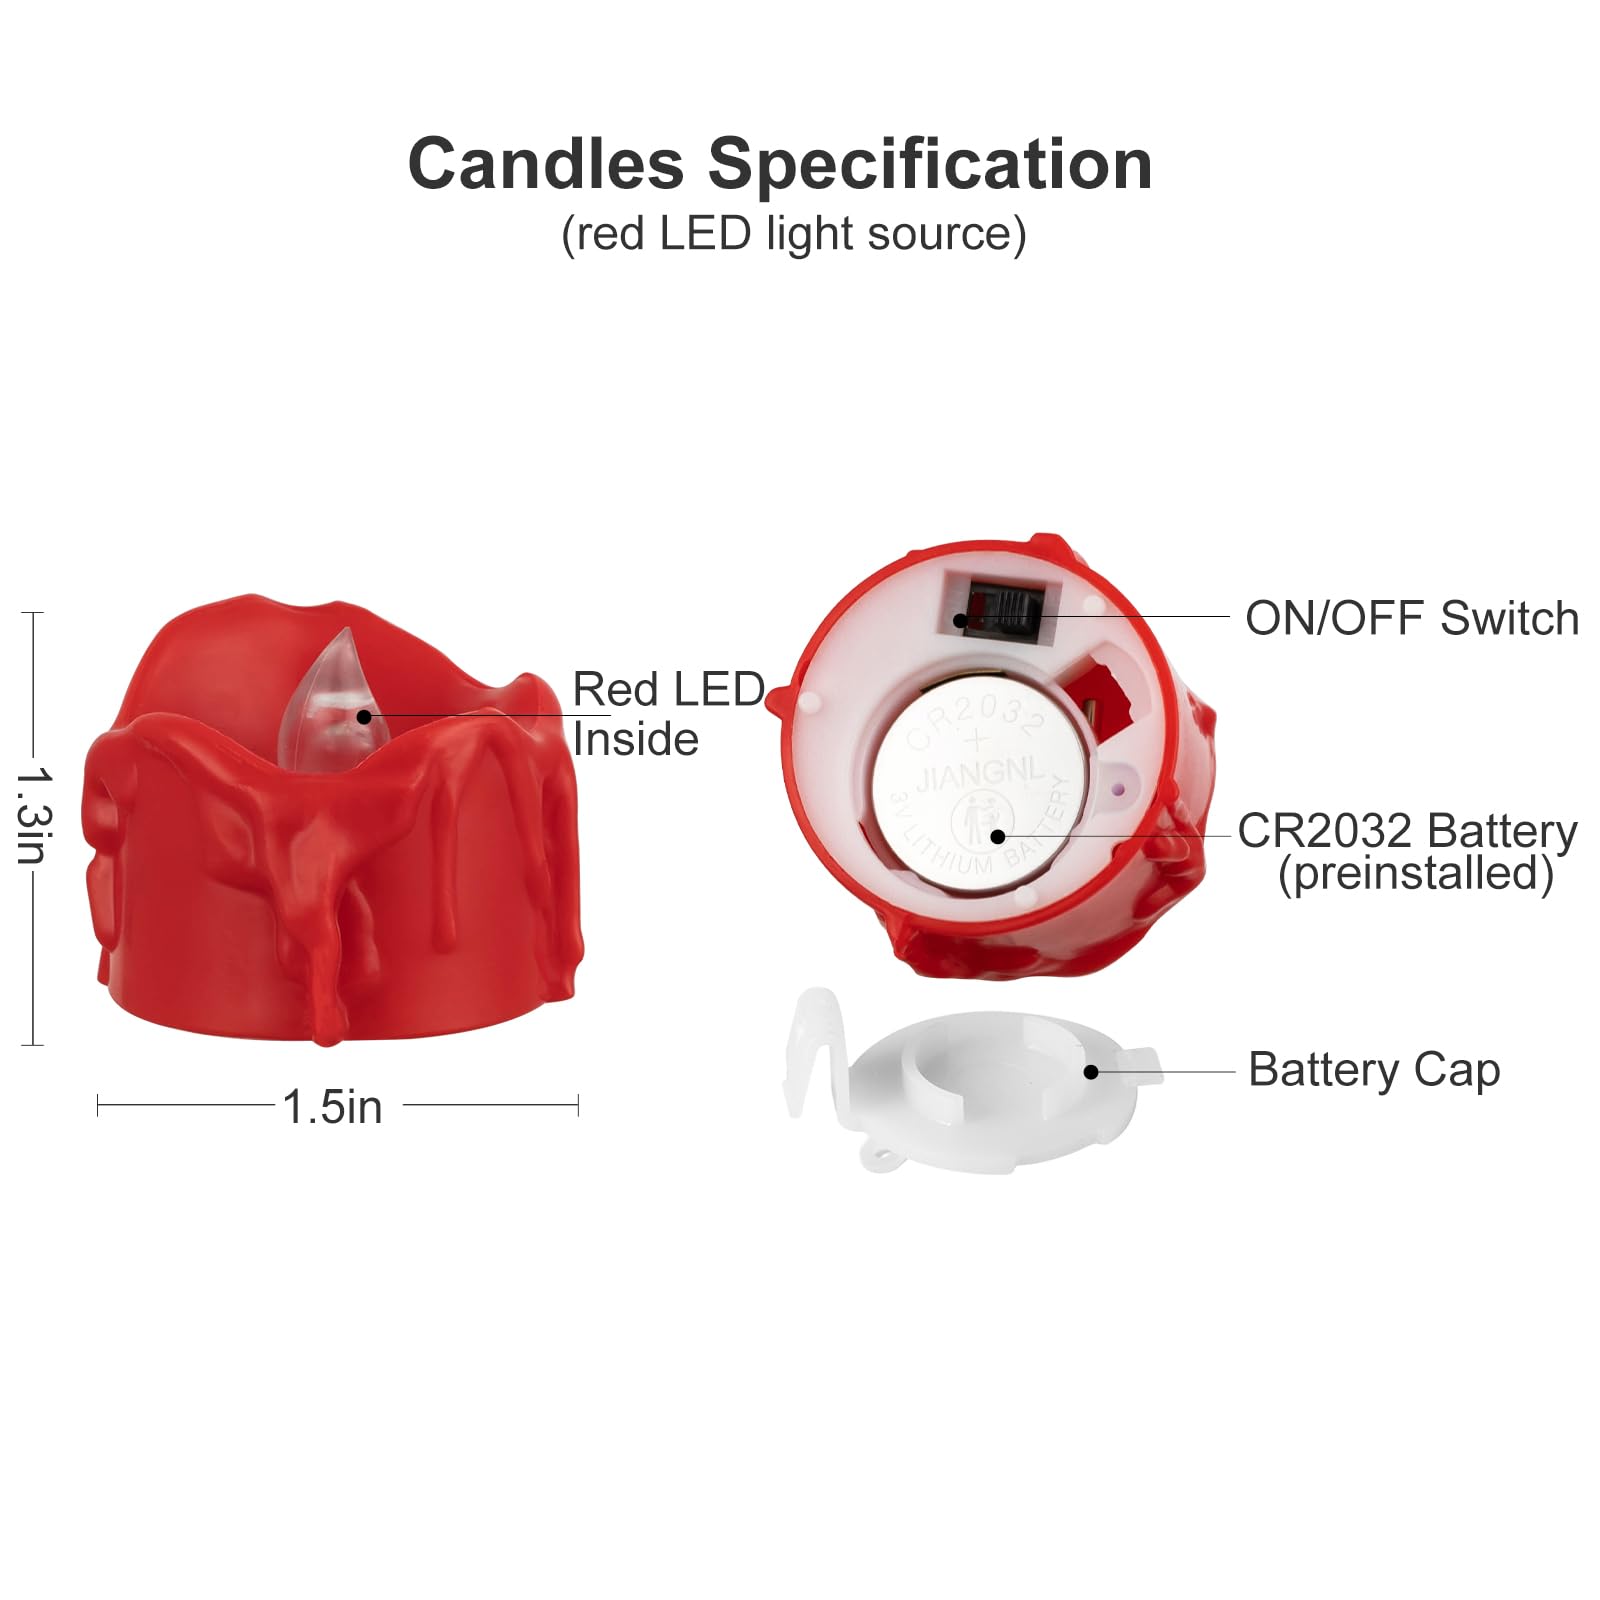 Candles Specification
(red LED light source)
Red LED
Inside
1.3in
1.5in
ON/OFF Switch
CR2032
+
JIANGNL
3V LITHIUM BATTERY
CR2032 Battery
(preinstalled)
Battery Cap